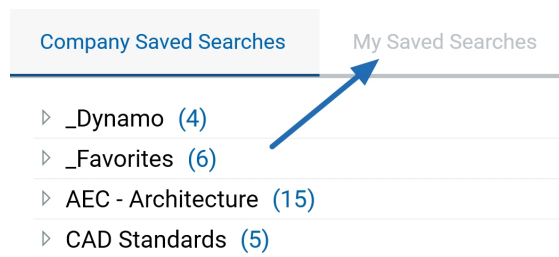 Company Saved Searches My Saved Searches
_Dynamo (4)
_Favorites (6)
AEC - Architecture (15)
CAD Standards (5)